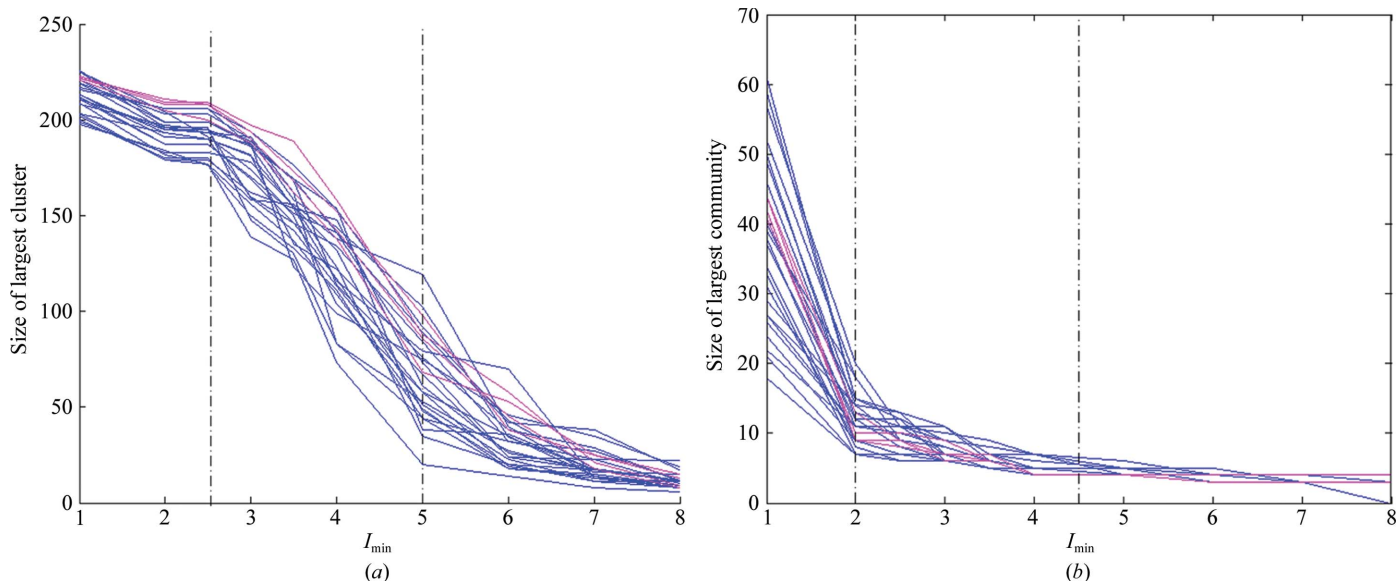 250
200
150
100
50
0
Size of largest cluster
1 2 3 4 5 6 7 8
I_min
(a)
70
60
50
40
30
20
10
0
Size of largest community
1 2 3 4 5 6 7 8
I_min
(b)